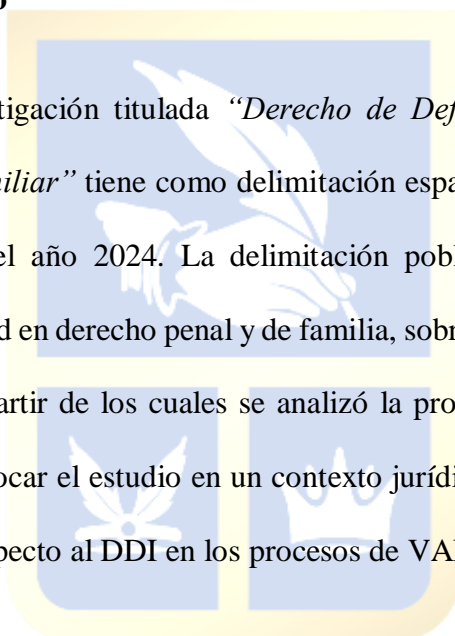 tigación titulada “Derecho de Def
niliar” tiene como delimitación espa
el año 2024. La delimitación pobl
d en derecho penal y de familia, sobr
artir de los cuales se analizó la pro
ocar el estudio en un contexto jurídi
specto al DDI en los procesos de VA